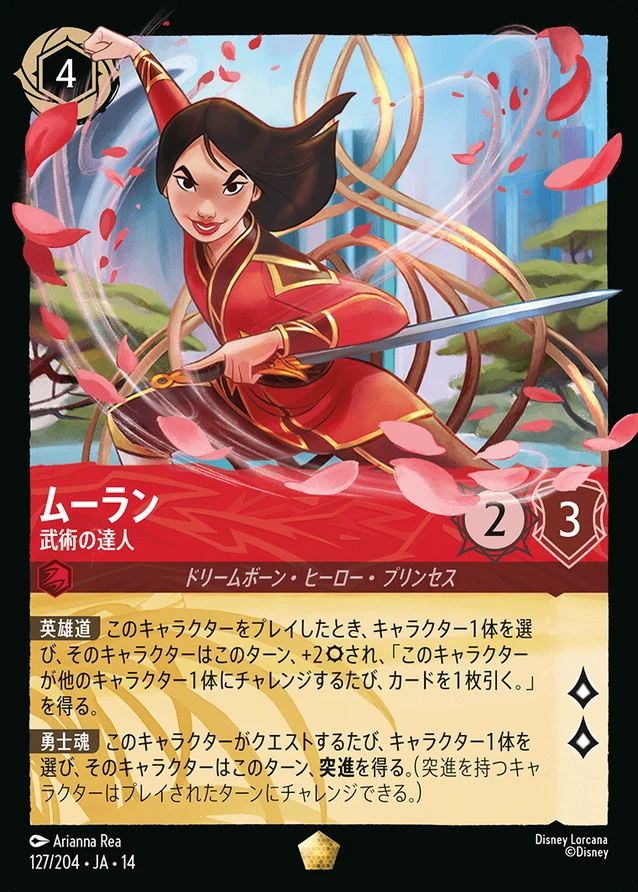 4
ムーラン
武術の達人
2
3
ドリームボーン・ヒーロー・プリンセス
英雄道 このキャラクターをプレイしたとき、キャラクター1体を選
び、そのキャラクターはこのターン、+2され、「このキャラクター
が他のキャラクター1体にチャレンジするたび、カードを1枚引く。」
を得る。
勇士魂 このキャラクターがクエストするたび、キャラクター1体を
選び、そのキャラクターはこのターン、突進を得る。(突進を持つキャ
ラクターはプレイされたターンにチャレンジできる。)
Arianna Rea
127/204 • JA • 14
Disney Lorcana
©Disney